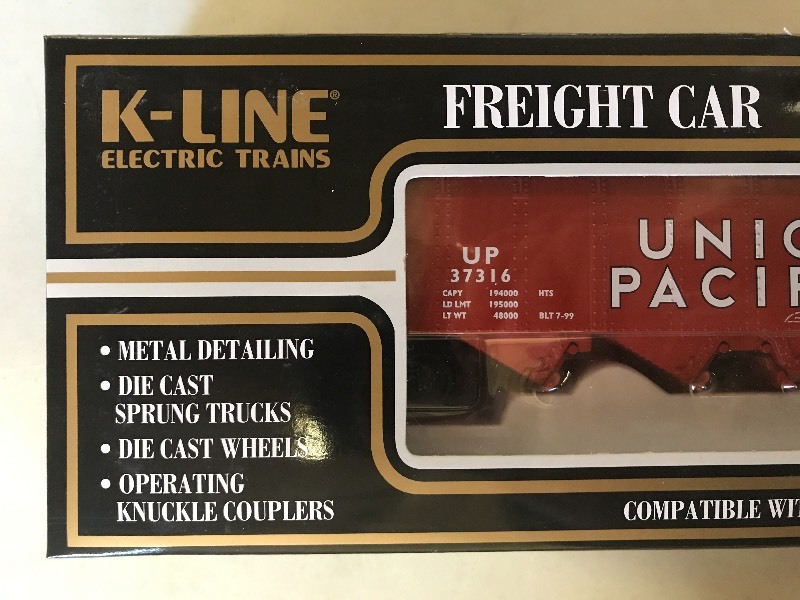 K-LINE®
ELECTRIC TRAINS
FREIGHT CAR
UP
37316
CAPY 194000 HTS
LD LMT 195000
LT WT 48000 BLT 7-99
UNIO
PACIF
• METAL DETAILING
• DIE CAST
SPRUNG TRUCKS
• DIE CAST WHEELS
• OPERATING
KNUCKLE COUPLERS
COMPATIBLE WIT